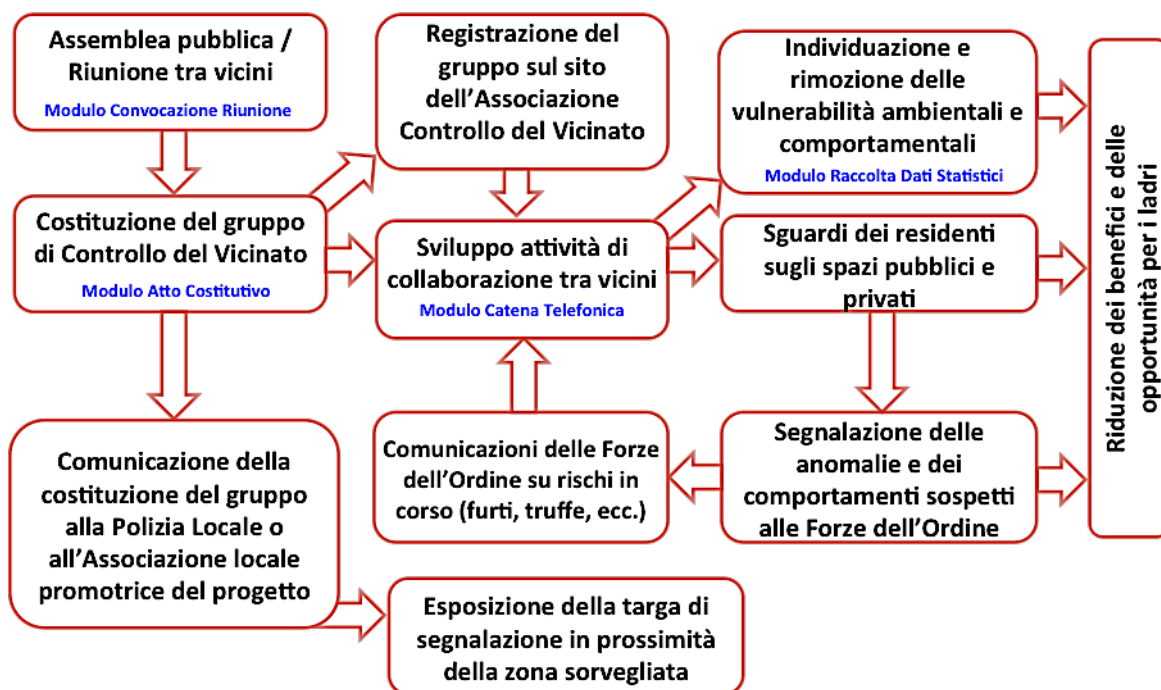 Assemblea pubblica /
Riunione tra vicini
Modulo Convocazione Riunione
Registrazione del
gruppo sul sito
dell'Associazione
Controllo del Vicinato
Individuazione e
rimozione delle
vulnerabilità ambientali e
comportamentali
Modulo Raccolta Dati Statistici
Costituzione del gruppo
di Controllo del Vicinato
Modulo Atto Costitutivo
Sviluppo attività di
collaborazione tra vicini
Modulo Catena Telefonica
Sguardi dei residenti
sugli spazi pubblici e
privati
Riduzione dei benefici e delle
opportunità per i ladri
Comunicazione della
costituzione del gruppo
alla Polizia Locale o
all'Associazione locale
promotrice del progetto
Comunicazioni delle Forze
dell'Ordine su rischi in
corso (furti, truffe, ecc.)
Segnalazione delle
anomalie e dei
comportamenti sospetti
alle Forze dell'Ordine
Esposizione della targa di
segnalazione in prossimità
della zona sorvegliata